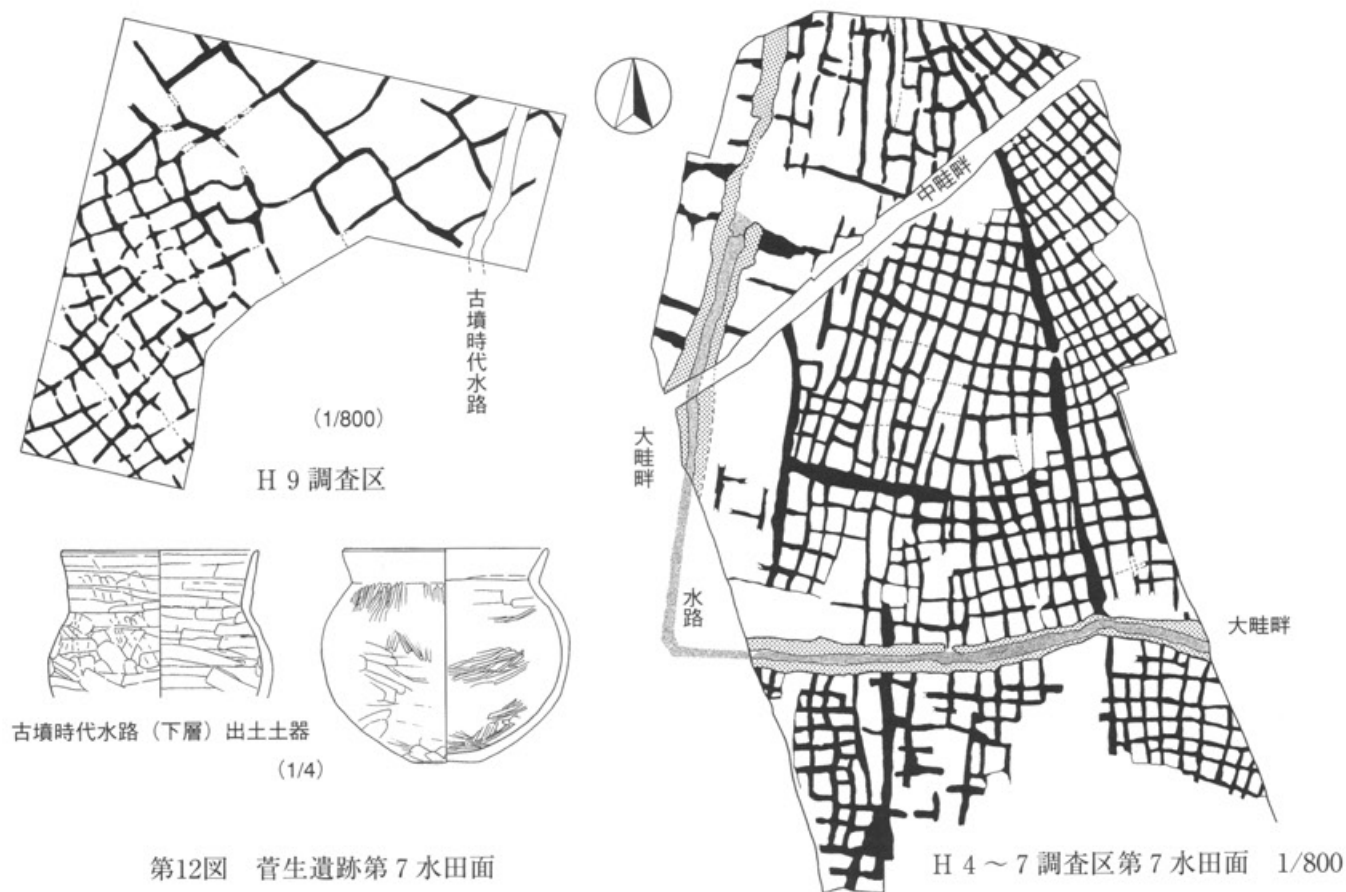 中畦畔
古墳時代水路
(1/800)
H9調査区
大畦畔
水路
大畦畔
古墳時代水路（下層）出土土器
(1/4)
第12図　菅生遺跡第7水田面
H4～7調査区第7水田面　1/800